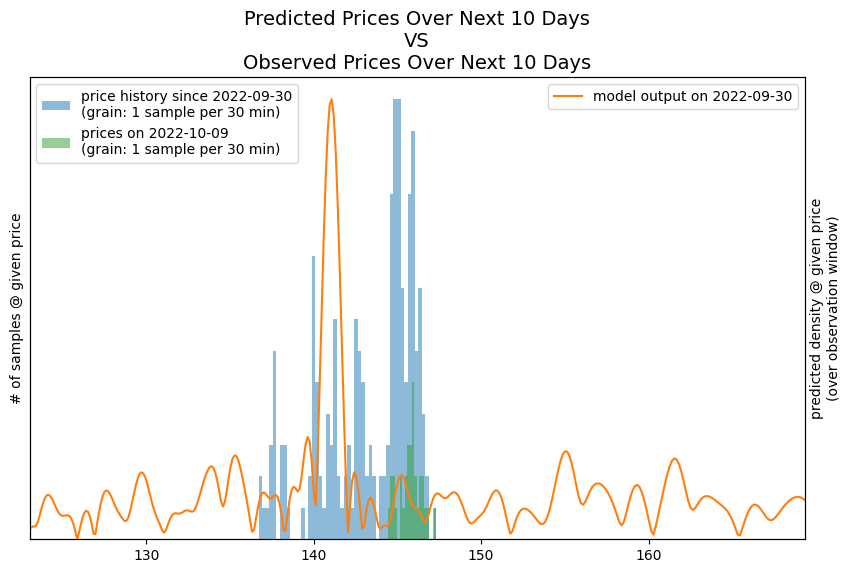 Predicted Prices Over Next 10 Days
VS
Observed Prices Over Next 10 Days
price history since 2022-09-30
(grain: 1 sample per 30 min)
prices on 2022-10-09
(grain: 1 sample per 30 min)
model output on 2022-09-30
# of samples @ given price
predicted density @ given price
(over observation window)
130
140
150
160